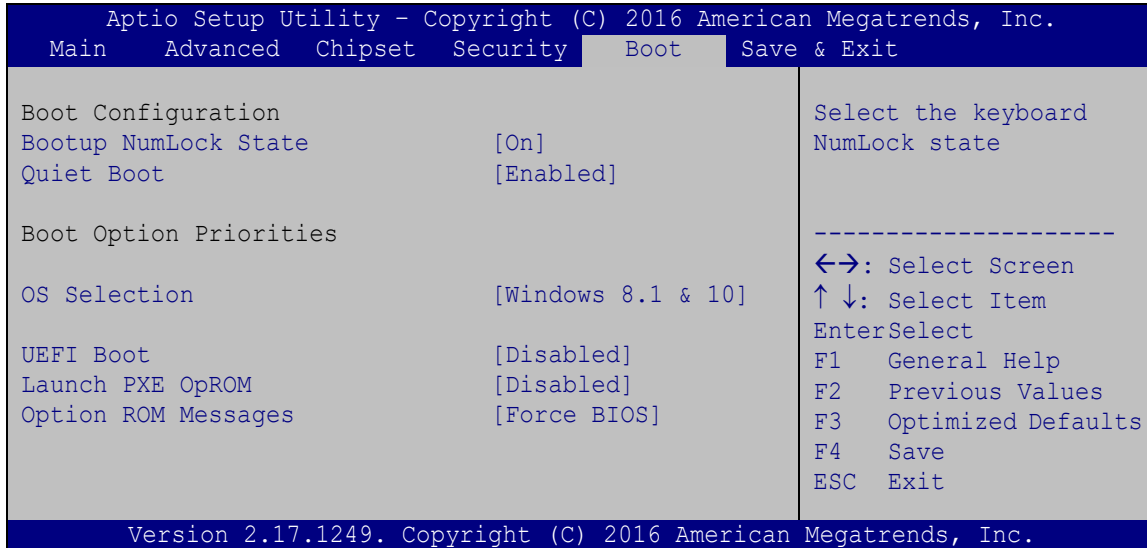 Aptio Setup Utility – Copyright (C) 2016 American Megatrends, Inc.
Main Advanced Chipset Security Boot Save & Exit
Boot Configuration
Bootup NumLock State [On]
Quiet Boot [Enabled]
Boot Option Priorities
OS Selection [Windows 8.1 & 10]
UEFI Boot [Disabled]
Launch PXE OpROM [Disabled]
Option ROM Messages [Force BIOS]
Select the keyboard
NumLock state
---------------------
←→: Select Screen
↑ ↓: Select Item
EnterSelect
F1 General Help
F2 Previous Values
F3 Optimized Defaults
F4 Save
ESC Exit
Version 2.17.1249. Copyright (C) 2016 American Megatrends, Inc.